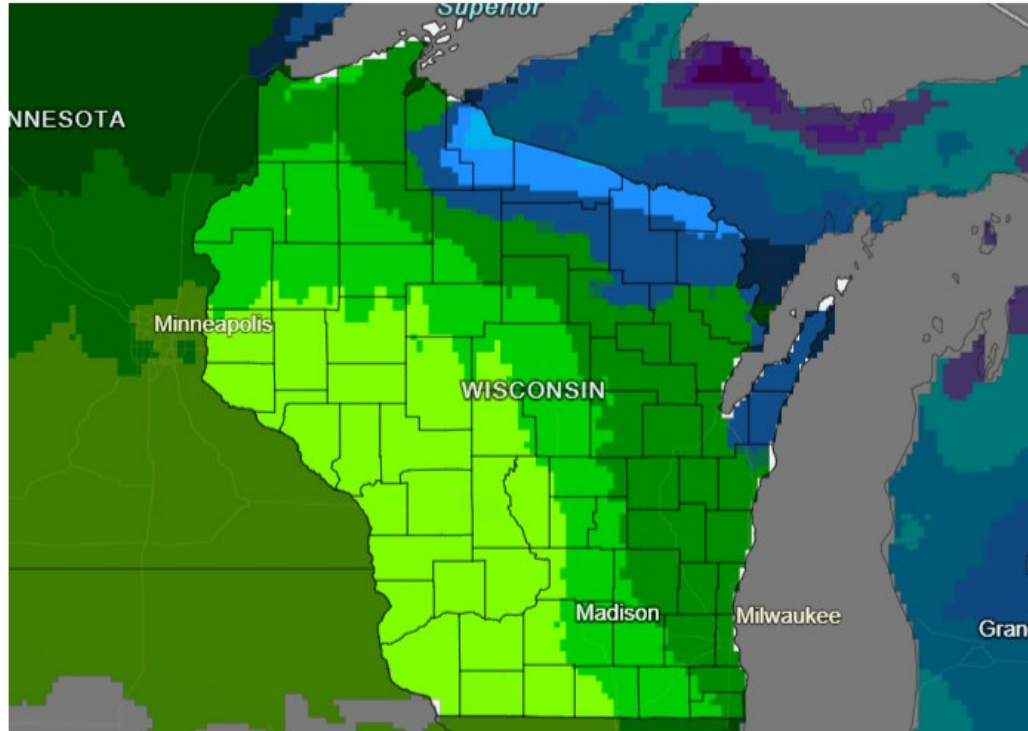 Superior
NNESOTA
Minneapolis
WISCONSIN
Madison
Milwaukee
Gran